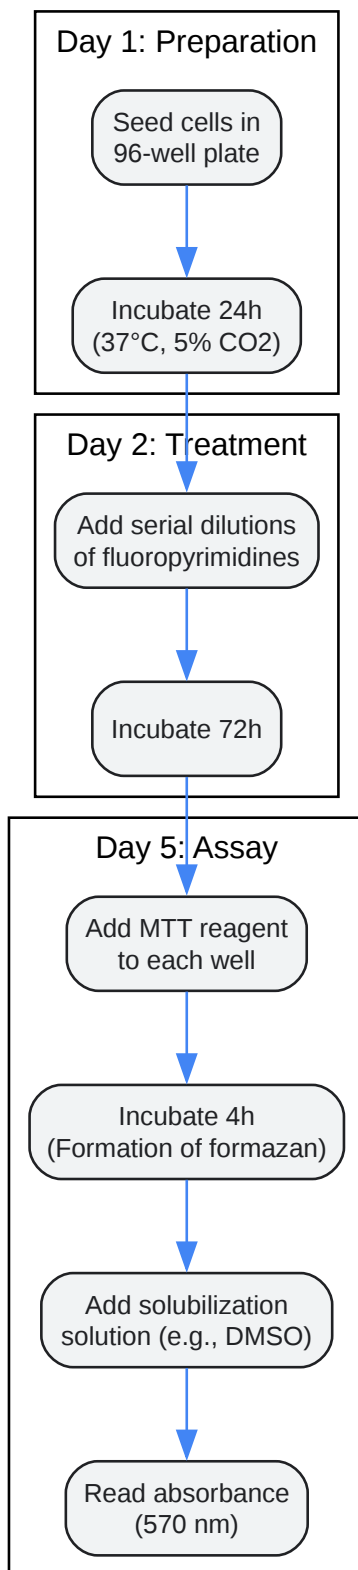 Day 1: Preparation
Seed cells in
96-well plate
Incubate 24h
(37°C, 5% CO2)
Day 2: Treatment
Add serial dilutions
of fluoropyrimidines
Incubate 72h
Day 5: Assay
Add MTT reagent
to each well
Incubate 4h
(Formation of formazan)
Add solubilization
solution (e.g., DMSO)
Read absorbance
(570 nm)